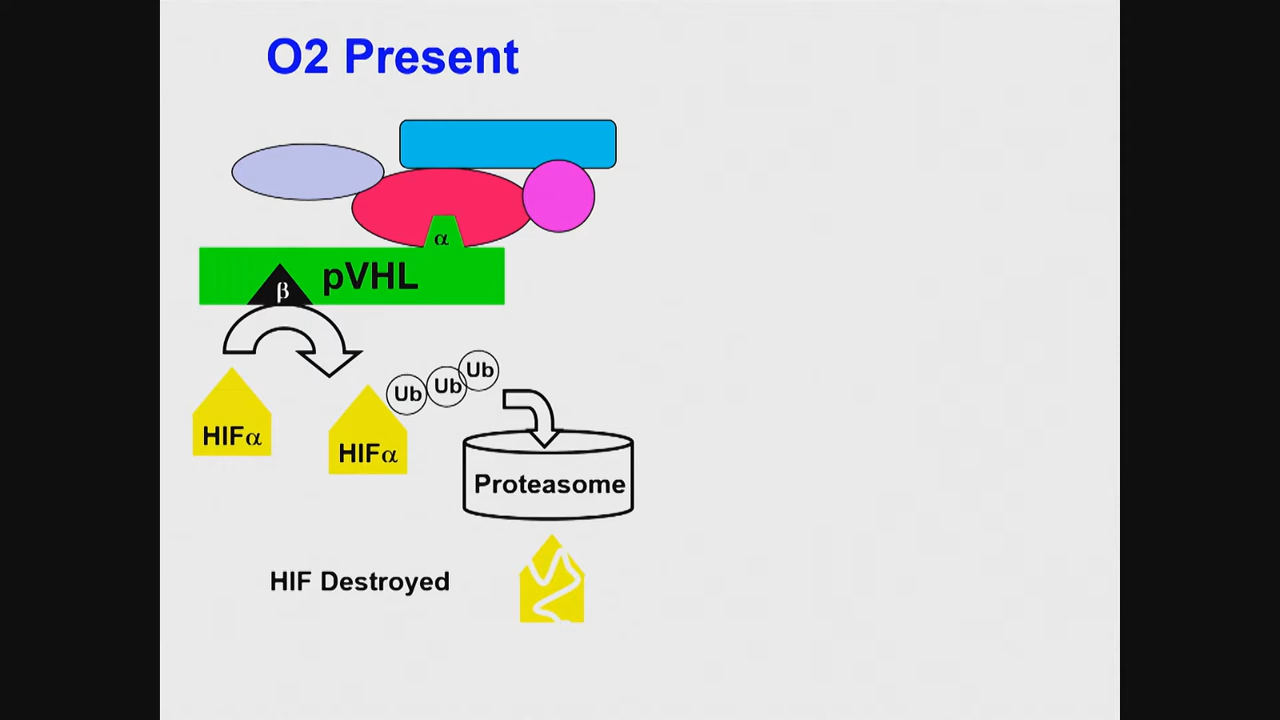 O2 Present
α
pVHL
β
Ub
Ub
Ub
HIFα
HIFα
Proteasome
HIF Destroyed